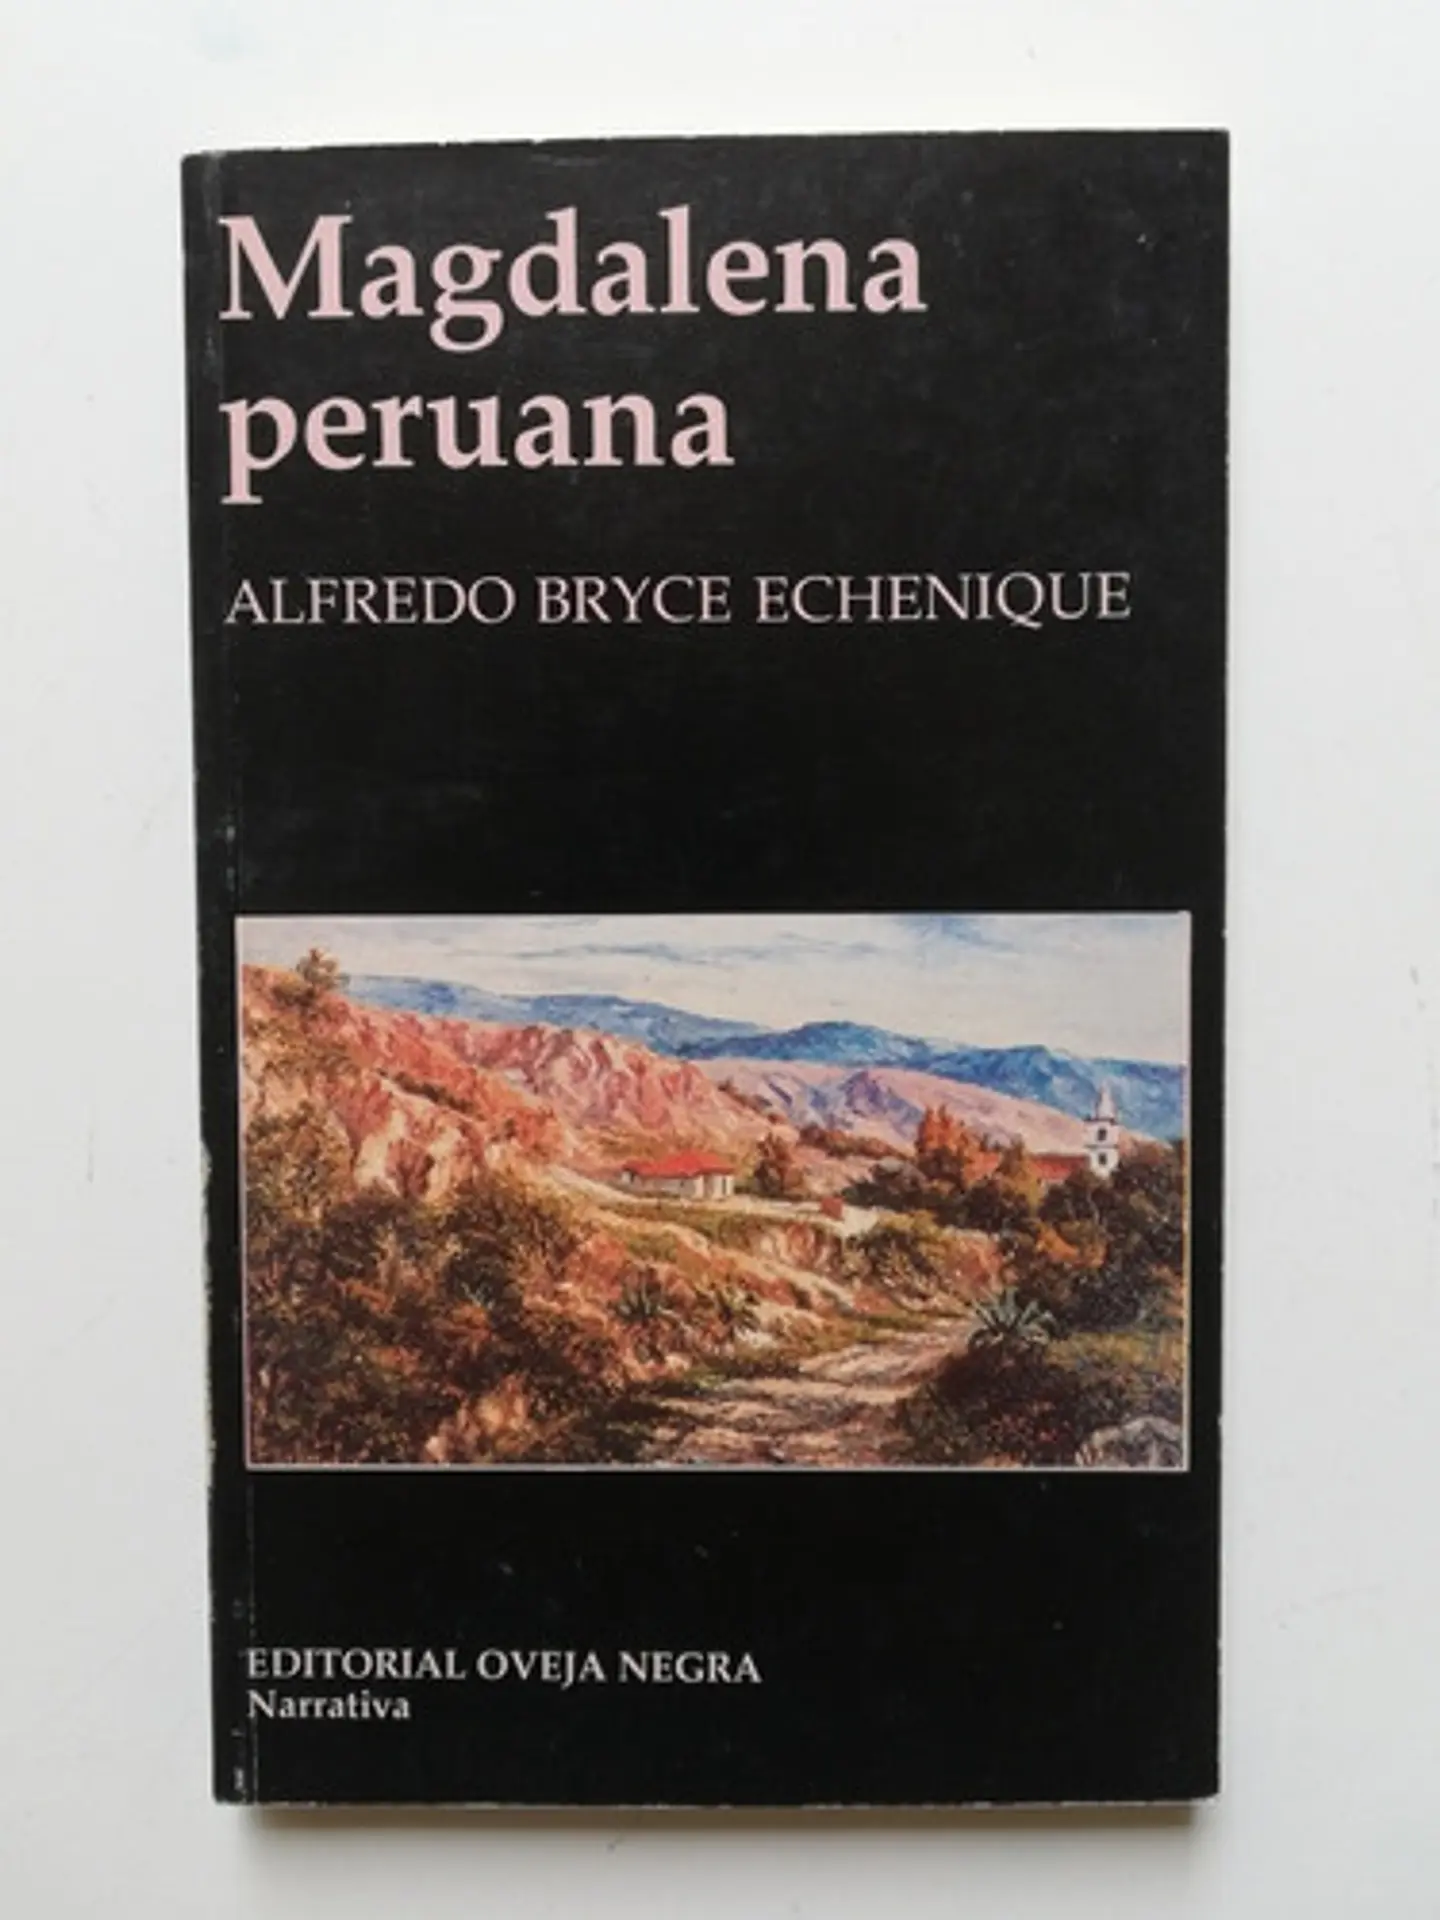 Magdalena
peruana
ALFREDO BRYCE ECHENIQUE
EDITORIAL OVEJA NEGRA
Narrativa